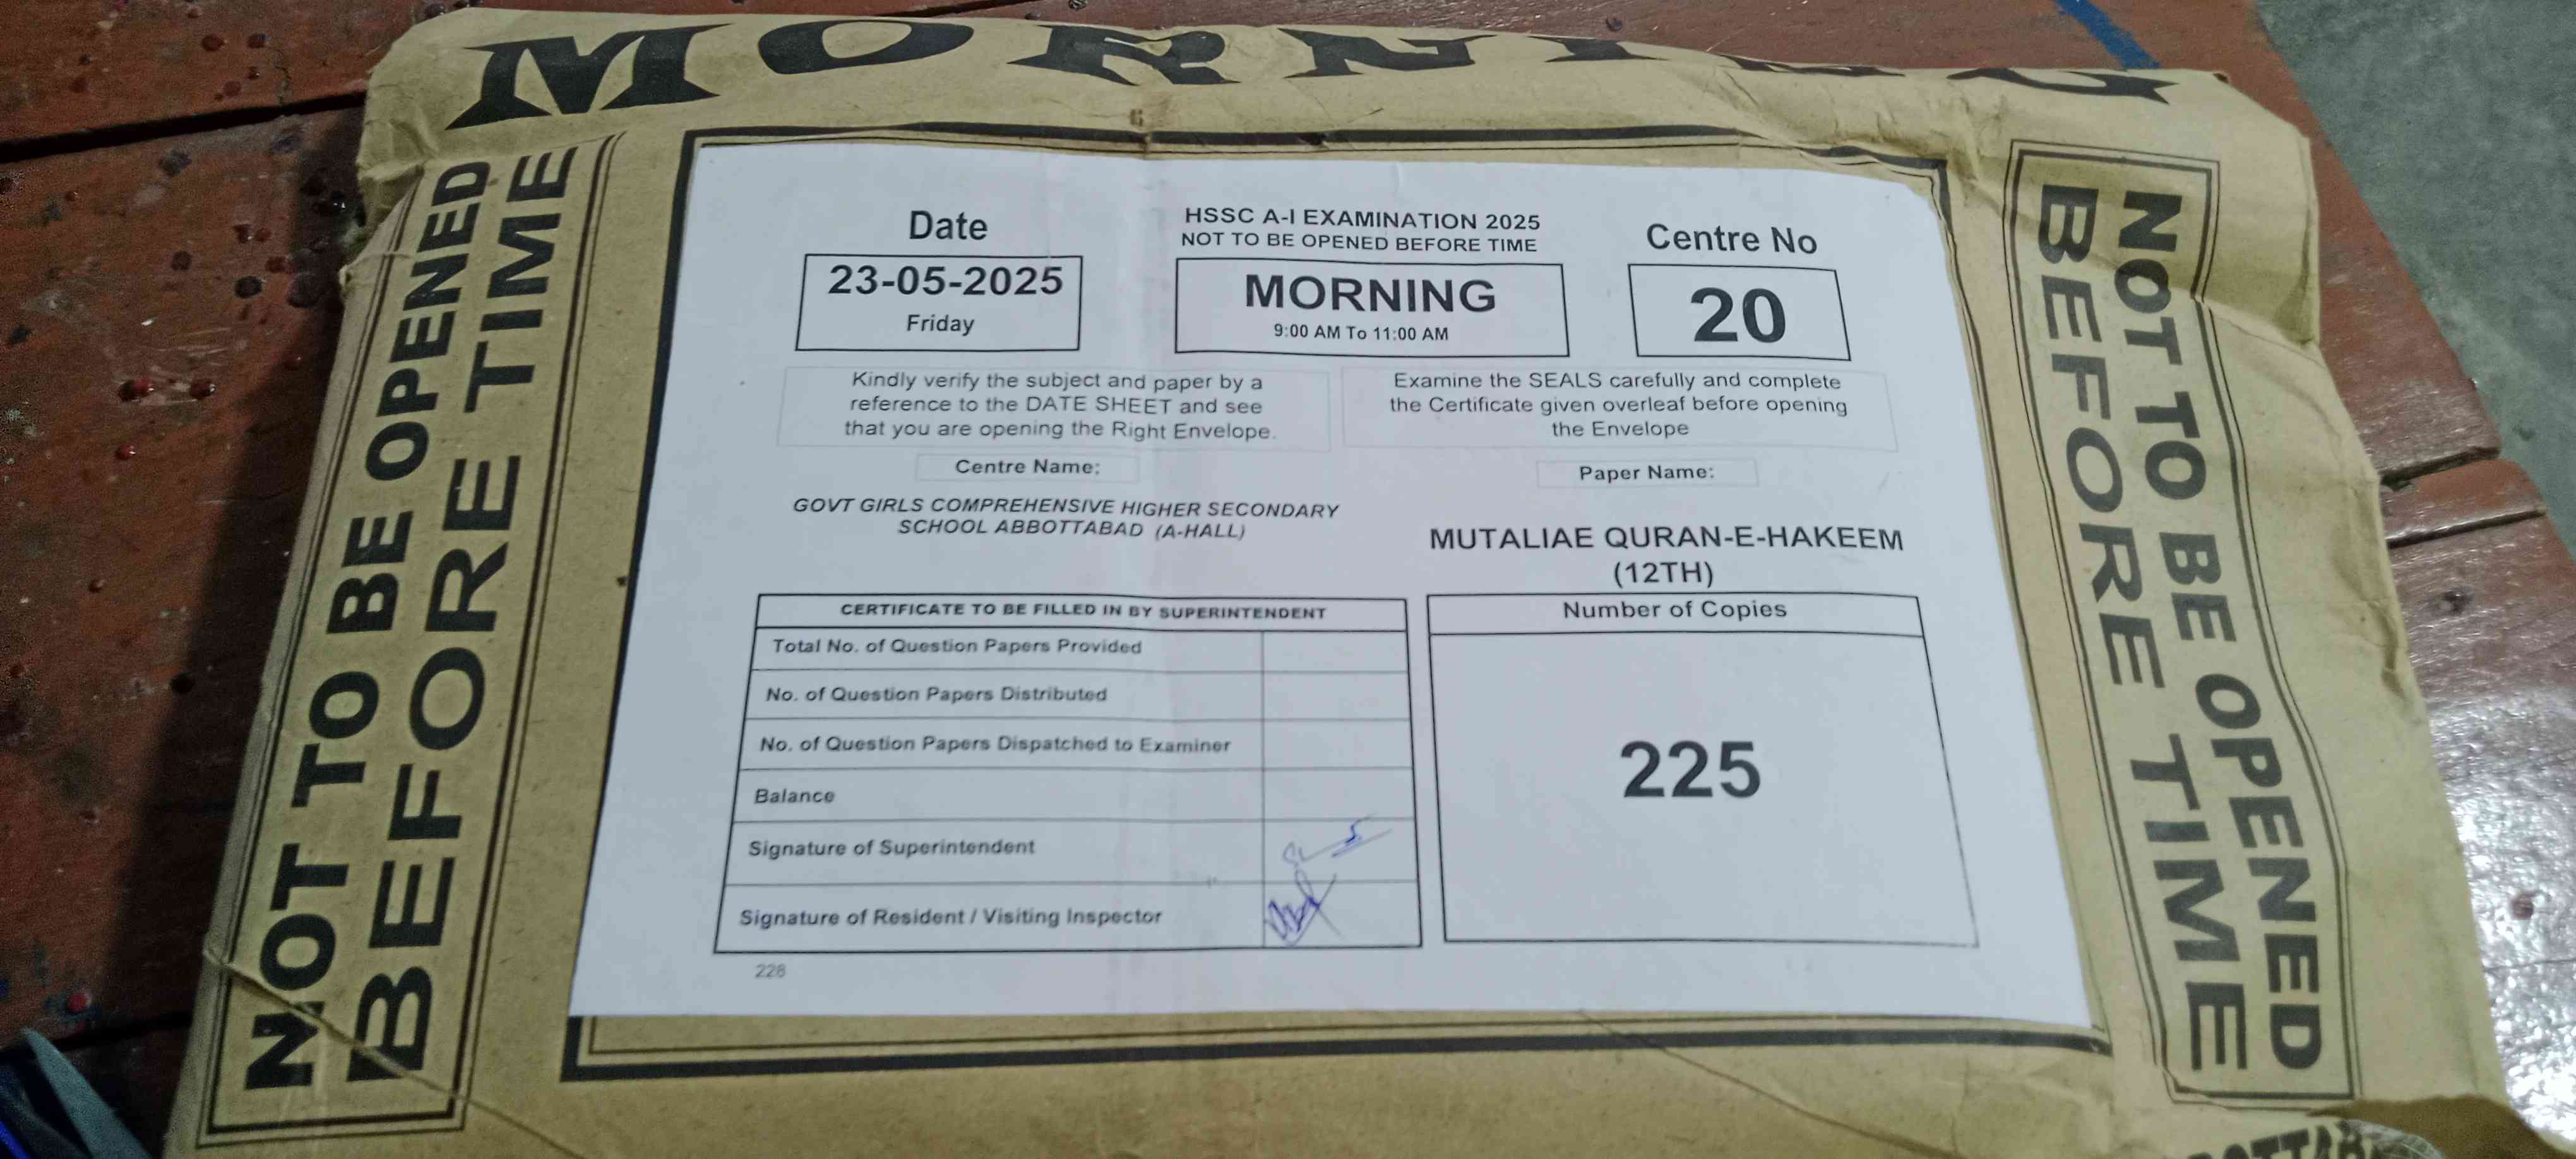 MORNING
NOT TO BE OPENED
BEFORE TIME
Date
23-05-2025
Friday
HSSC A-I EXAMINATION 2025
NOT TO BE OPENED BEFORE TIME
MORNING
9:00 AM To 11:00 AM
Centre No
20
Kindly verify the subject and paper by a
reference to the DATE SHEET and see
that you are opening the Right Envelope.
Examine the SEALS carefully and complete
the Certificate given overleaf before opening
the Envelope
Centre Name:
GOVT GIRLS COMPREHENSIVE HIGHER SECONDARY
SCHOOL ABBOTTABAD (A-HALL)
Paper Name:
MUTALIAE QURAN-E-HAKEEM
(12TH)
CERTIFICATE TO BE FILLED IN BY SUPERINTENDENT
Total No. of Question Papers Provided
No. of Question Papers Distributed
No. of Question Papers Dispatched to Examiner
Balance
Signature of Superintendent
Signature of Resident / Visiting Inspector
Number of Copies
225
228
NOT TO BE OPENED
BEFORE TIME